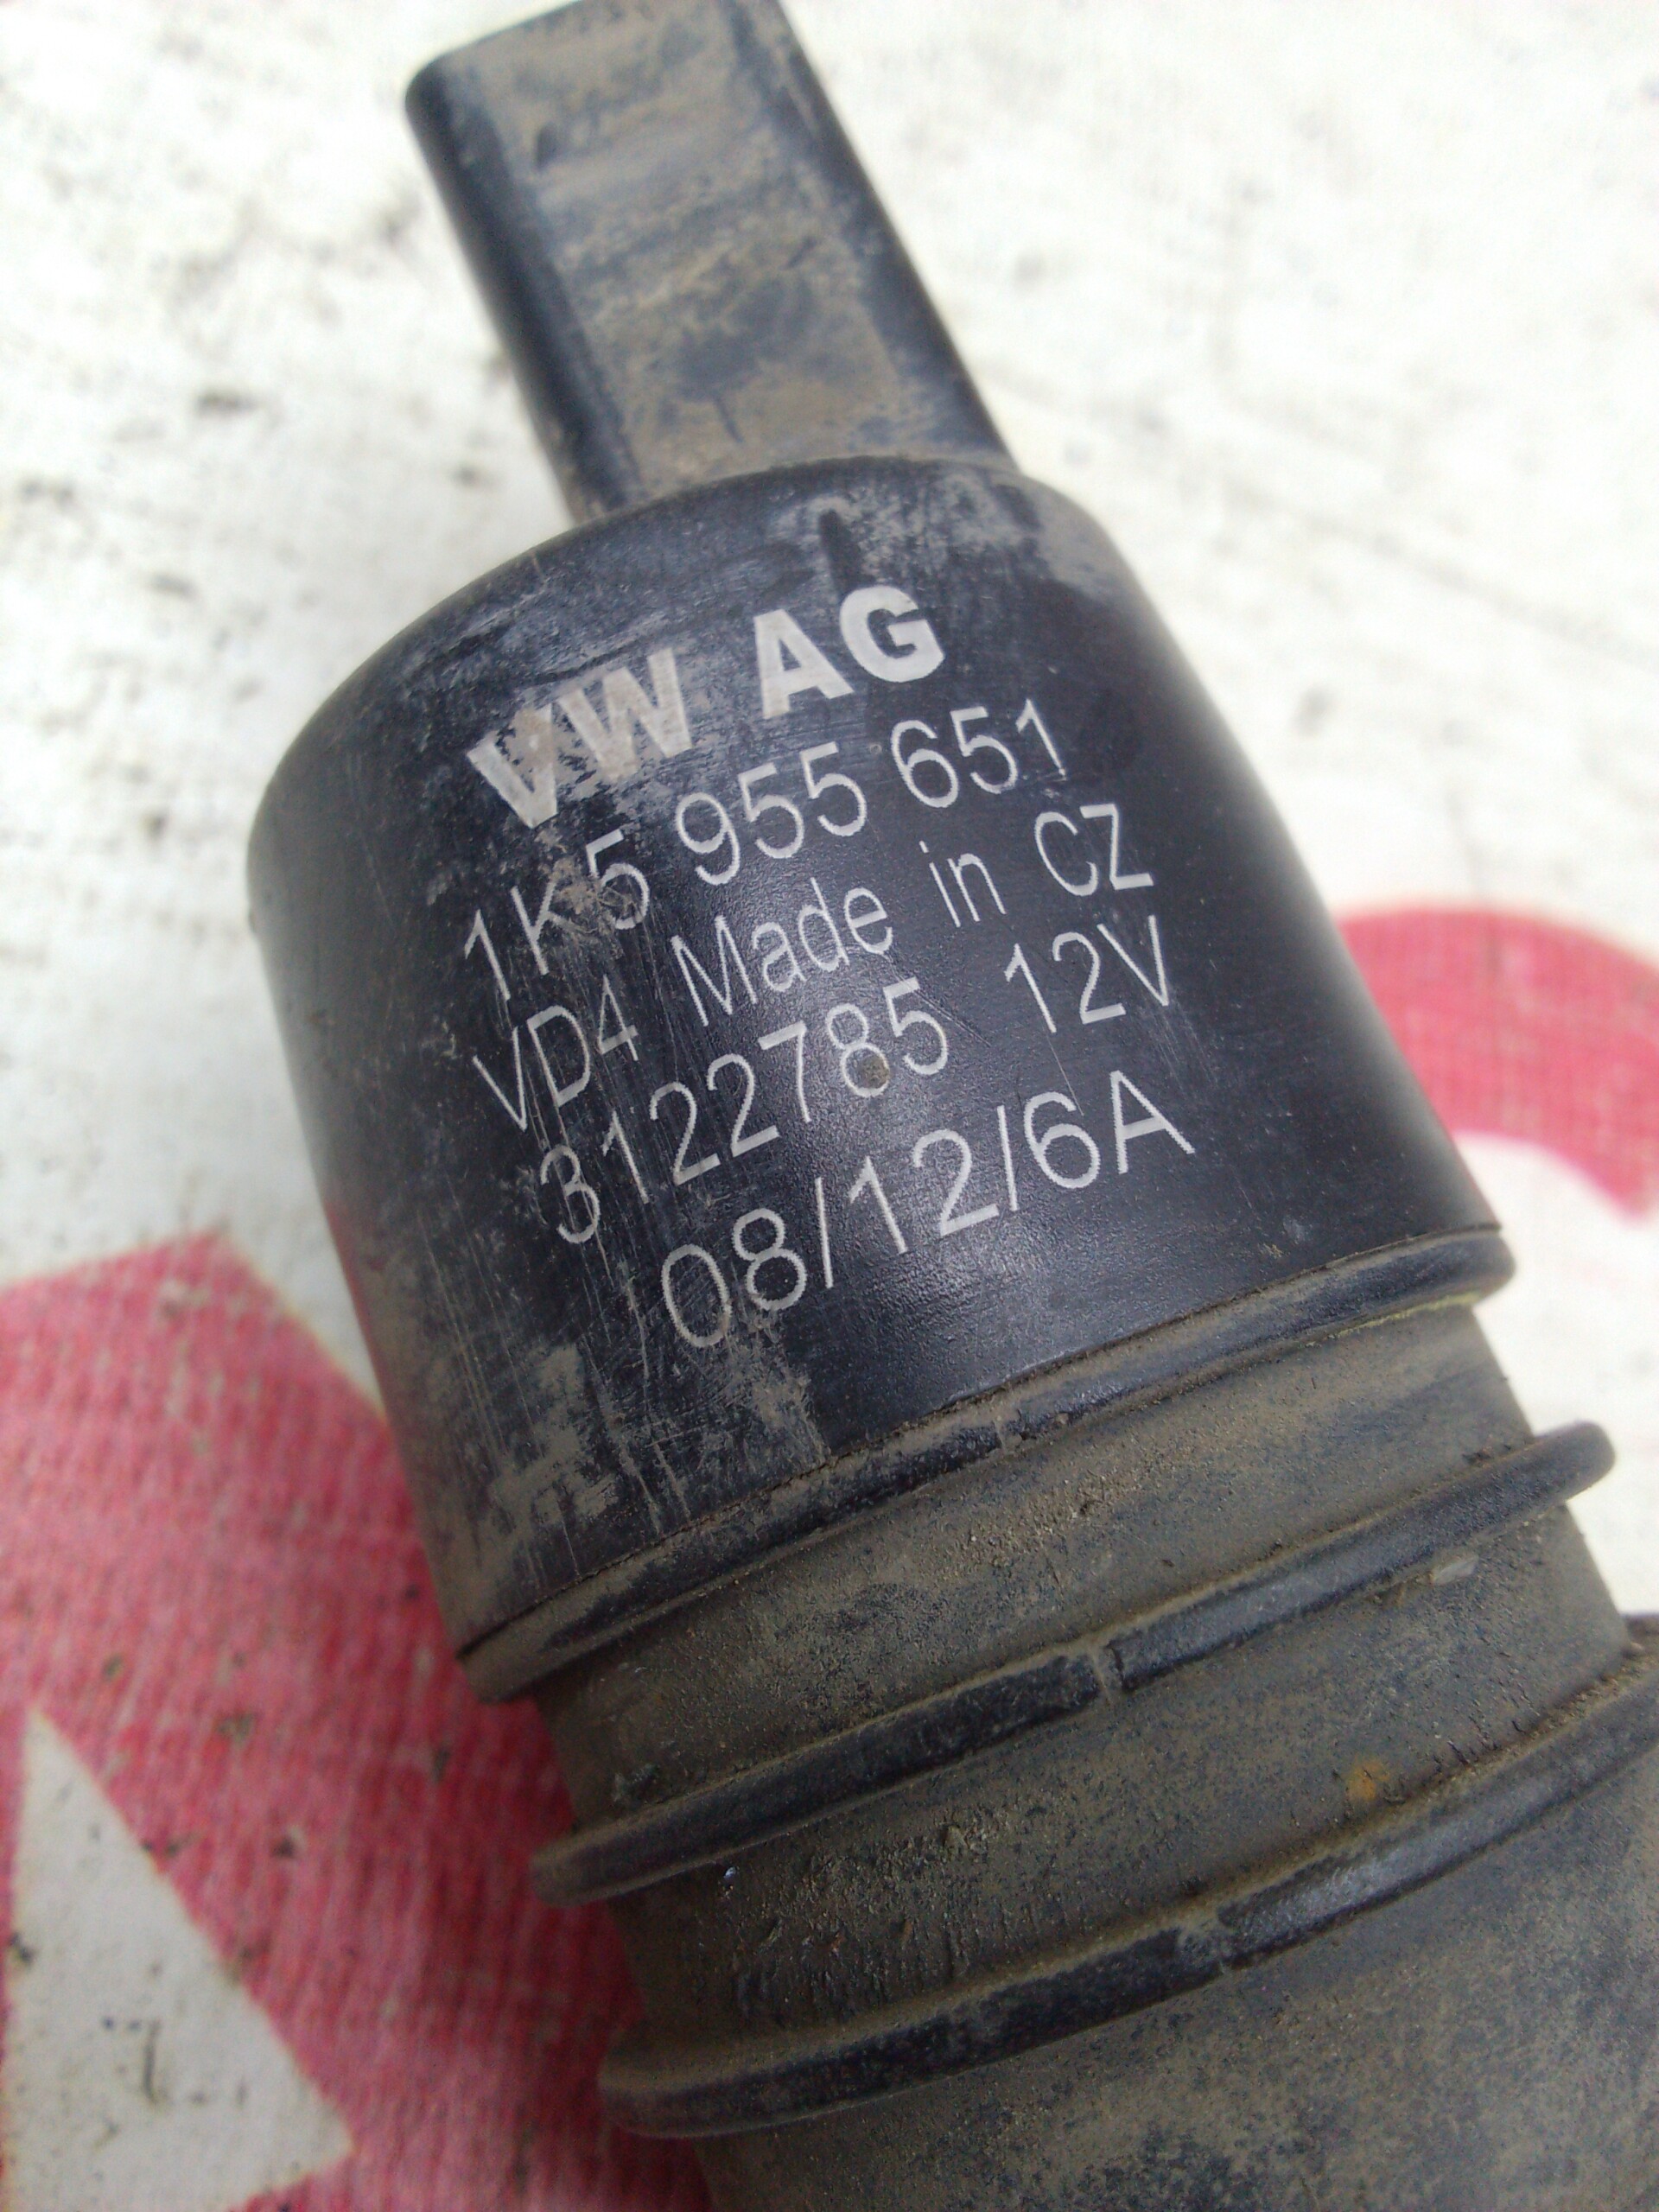 VW AG
1K5 955 651
VD4 Made in CZ
3122785 12V
08/12/6A